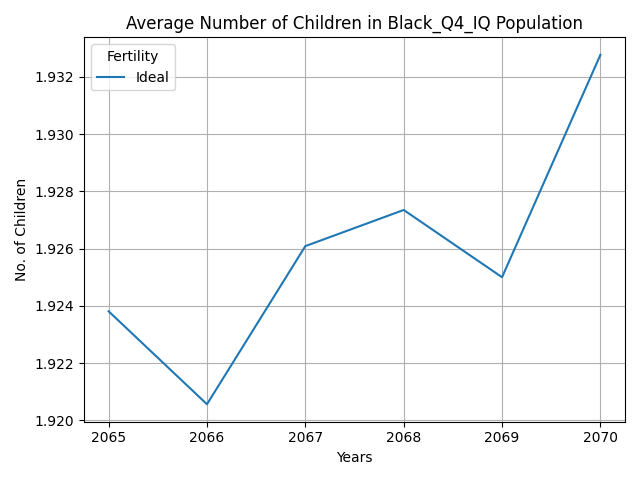 Average Number of Children in Black_Q4_IQ Population
Fertility
Ideal
No. of Children
1.932
1.930
1.928
1.926
1.924
1.922
1.920
2065 2066 2067 2068 2069 2070
Years